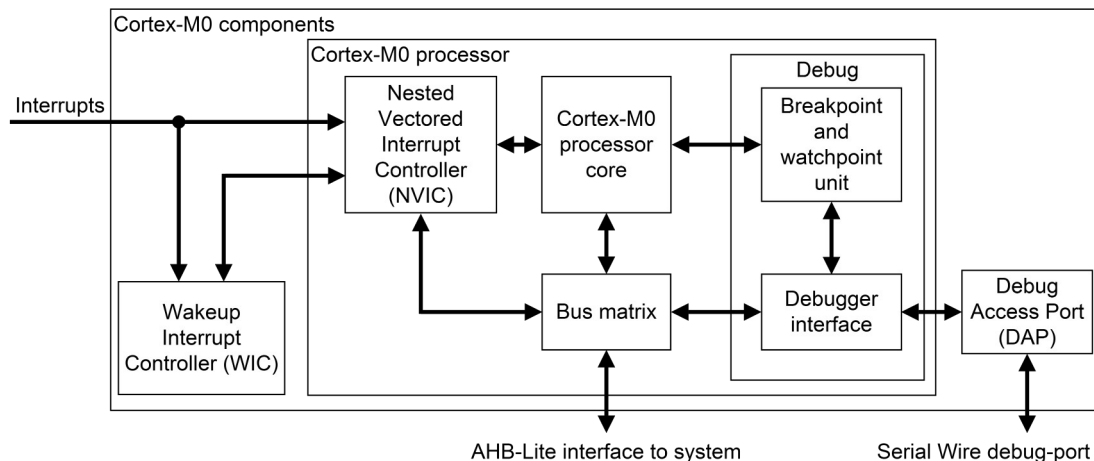 Cortex-M0 components
Cortex-M0 processor
Interrupts
Nested
Vectored
Interrupt
Controller
(NVIC)
Cortex-M0
processor
core
Debug
Breakpoint
and
watchpoint
unit
Wakeup
Interrupt
Controller (WIC)
Bus matrix
Debugger
interface
Debug
Access Port
(DAP)
AHB-Lite interface to system
Serial Wire debug-port